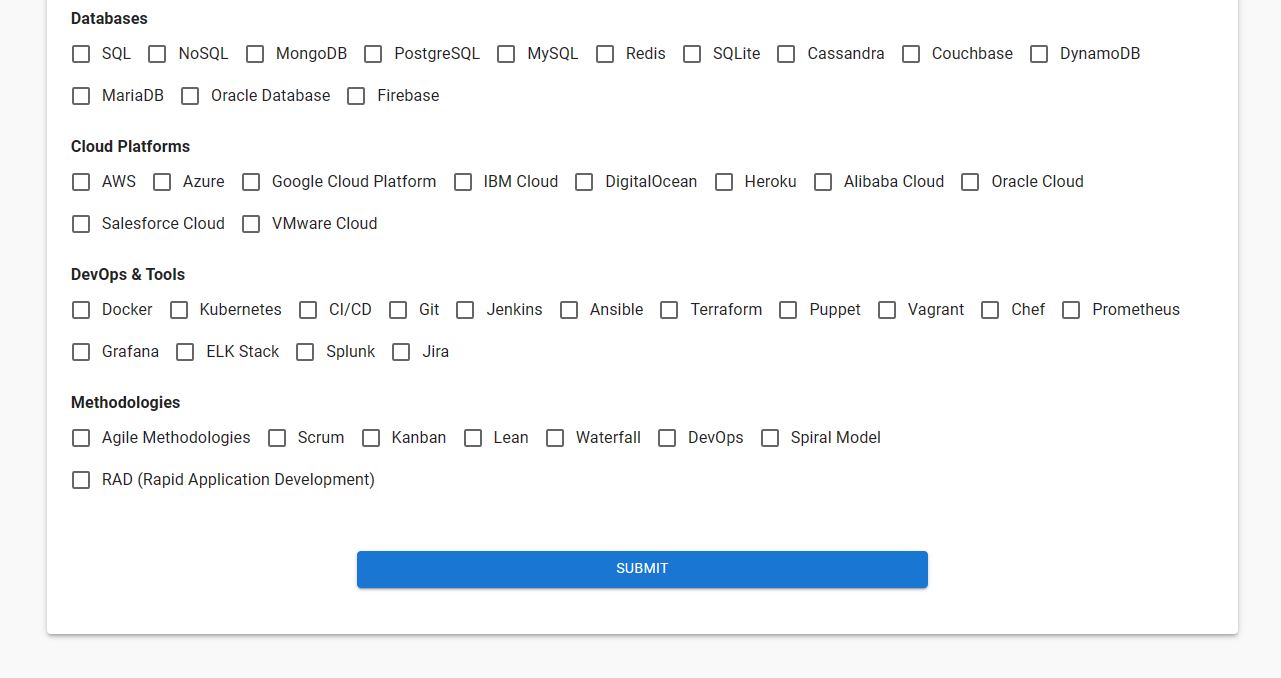 Databases
SQL NoSQL MongoDB PostgreSQL MySQL Redis SQLite Cassandra Couchbase DynamoDB
MariaDB Oracle Database Firebase
Cloud Platforms
AWS Azure Google Cloud Platform IBM Cloud DigitalOcean Heroku Alibaba Cloud Oracle Cloud
Salesforce Cloud VMware Cloud
DevOps & Tools
Docker Kubernetes CI/CD Git Jenkins Ansible Terraform Puppet Vagrant Chef Prometheus
Grafana ELK Stack Splunk Jira
Methodologies
Agile Methodologies Scrum Kanban Lean Waterfall DevOps Spiral Model
RAD (Rapid Application Development)
SUBMIT